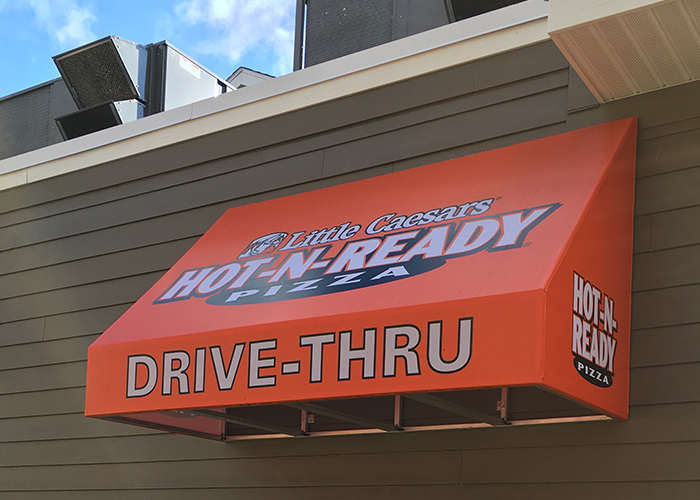 Little Caesars
HOT-N-READY
PIZZA
DRIVE-THRU
HOT-N-
READY
PIZZA